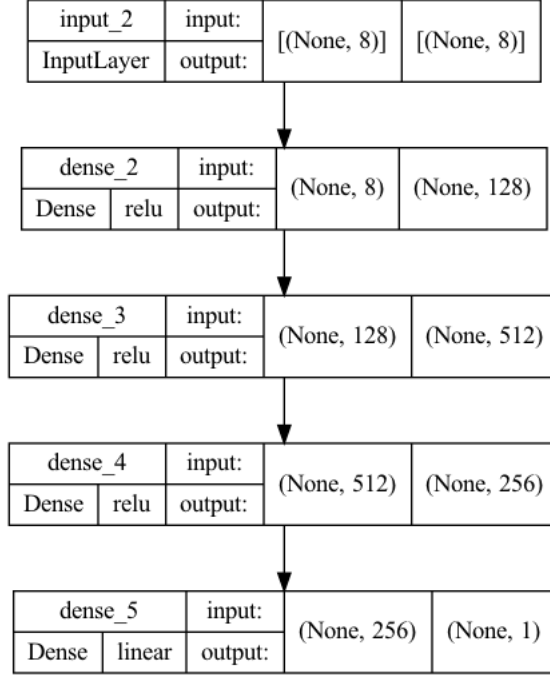 input_2 input: [(None, 8)] [(None, 8)]
InputLayer output:
dense_2 input: (None, 8) (None, 128)
Dense relu output:
dense_3 input: (None, 128) (None, 512)
Dense relu output:
dense_4 input: (None, 512) (None, 256)
Dense relu output:
dense_5 input: (None, 256) (None, 1)
Dense linear output: